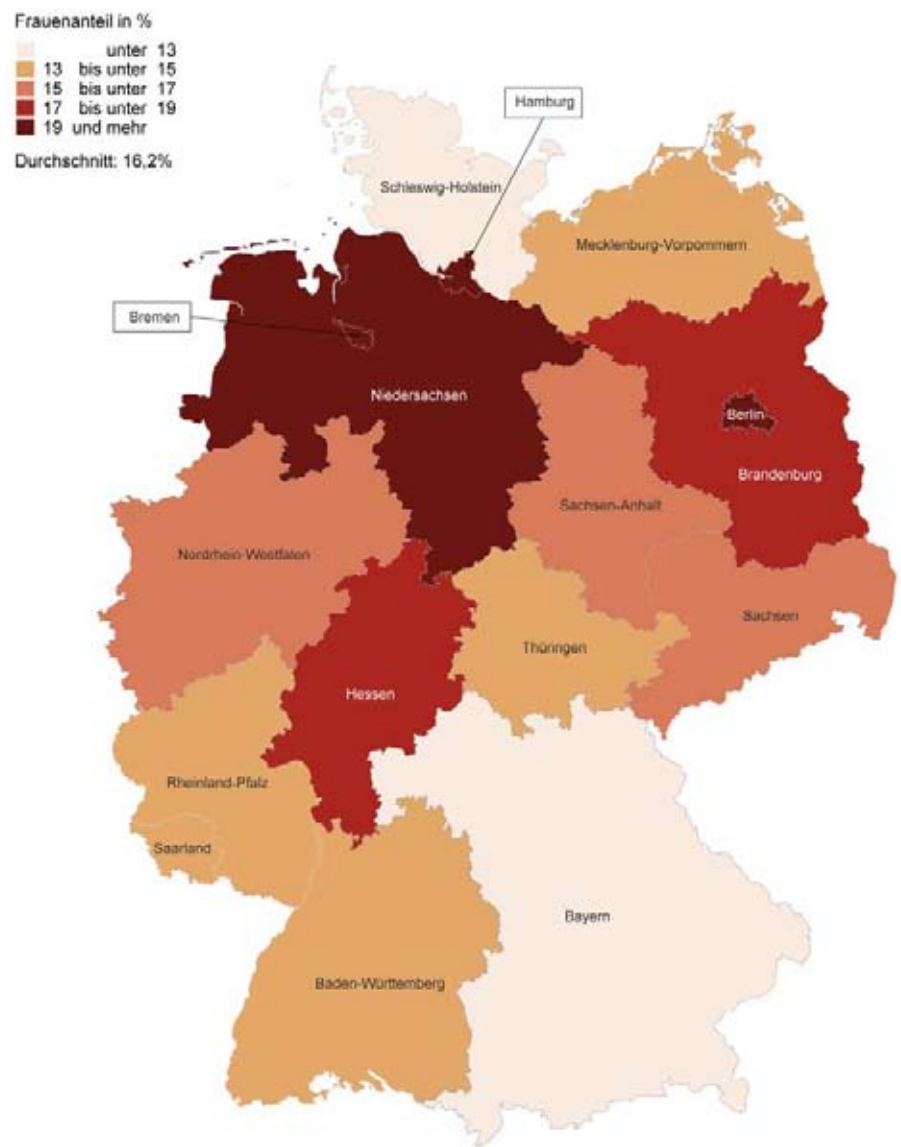 Frauenanteil in %
unter 13
13 bis unter 15
15 bis unter 17
17 bis unter 19
19 und mehr
Durchschnitt: 16,2%
Hamburg
Schleswig-Holstein
Mecklenburg-Vorpommern
Bremen
Niedersachsen
Berlin
Brandenburg
Sachsen-Anhalt
Nordrhein-Westfalen
Sachsen
Thüringen
Hessen
Rheinland-Pfalz
Saarland
Bayern
Baden-Württemberg